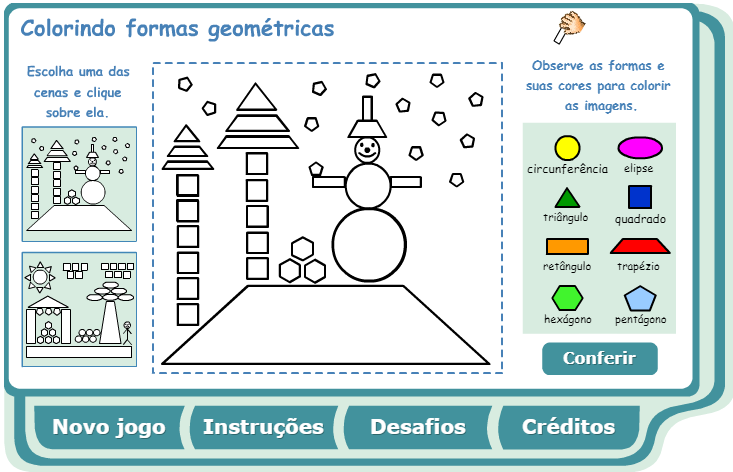 Colorindo formas geométricas
Escolha uma das
cenas e clique
sobre ela.
Observe as formas e
suas cores para colorir
as imagens.
circunferência
elipse
triângulo
quadrado
retângulo
trapézio
hexágono
pentágono
Conferir
Novo jogo
Instruções
Desafios
Créditos